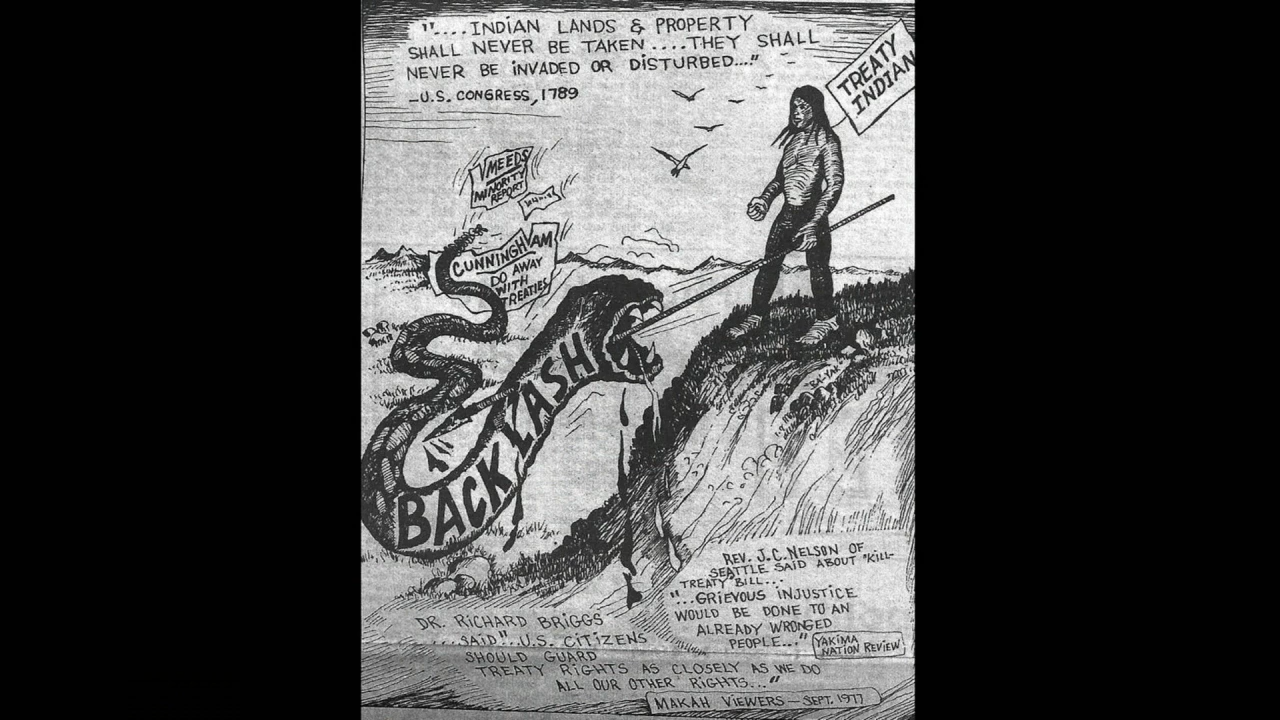 "....INDIAN LANDS & PROPERTY
SHALL NEVER BE TAKEN....THEY SHALL
NEVER BE INVADED OR DISTURBED..."
-U.S. CONGRESS, 1789
TREATY
INDIAN
MEEDS
MINORITY
REPORT
CUNNINGHAM
DO AWAY
WITH
TREATIES
BACK LASH
REV. J.C. NELSON OF
SEATTLE SAID ABOUT "KILL-
TREATY BILL...
"...GRIEVOUS INJUSTICE
WOULD BE DONE TO AN
ALREADY WRONGED
PEOPLE..."
YAKIMA
NATION REVIEW
DR. RICHARD BRIGGS
....SAID"..U.S. CITIZENS
SHOULD GUARD
TREATY RIGHTS AS CLOSELY AS WE DO
ALL OUR OTHER RIGHTS..."
MAKAH VIEWERS - SEPT. 1977